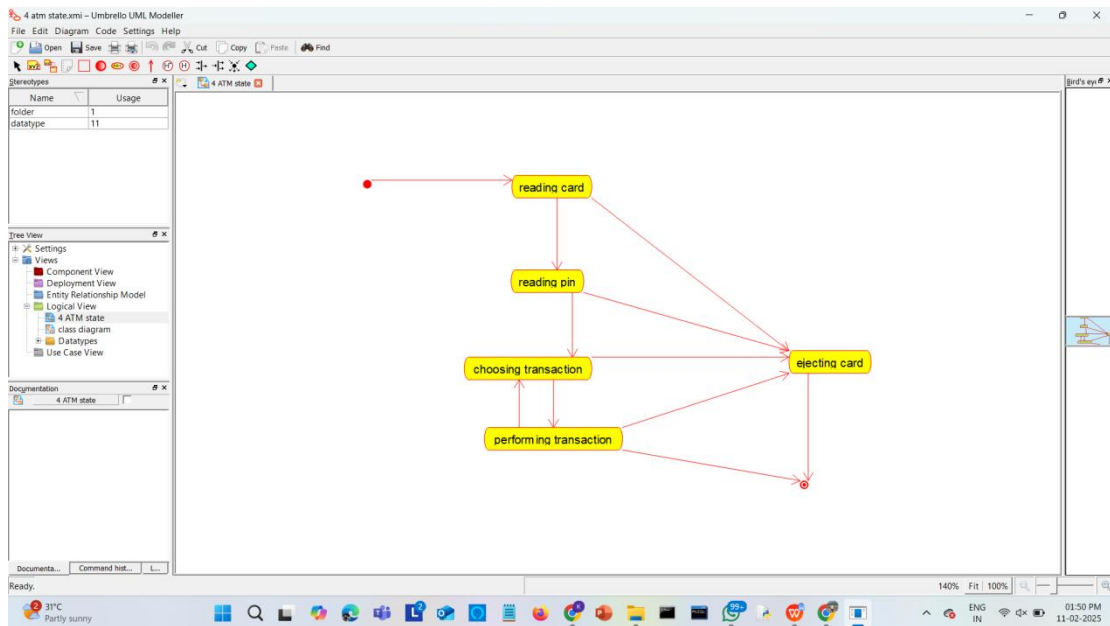 4 atm state.xmi – Umbrello UML Modeller
File Edit Diagram Code Settings Help
Open Save Cut Copy Paste Find
Stereotypes
4 ATM state
Bird's eye
Name Usage
folder 1
datatype 11
reading card
Tree View
Settings
Views
Component View
Deployment View
Entity Relationship Model
Logical View
4 ATM state
class diagram
Datatypes
Use Case View
reading pin
choosing transaction
ejecting card
performing transaction
Documentation
4 ATM state
Documenta... Command hist... L...
Ready.
140% Fit 100%
2
31°C
Partly sunny
99+
ENG
IN
01:50 PM
11-02-2025